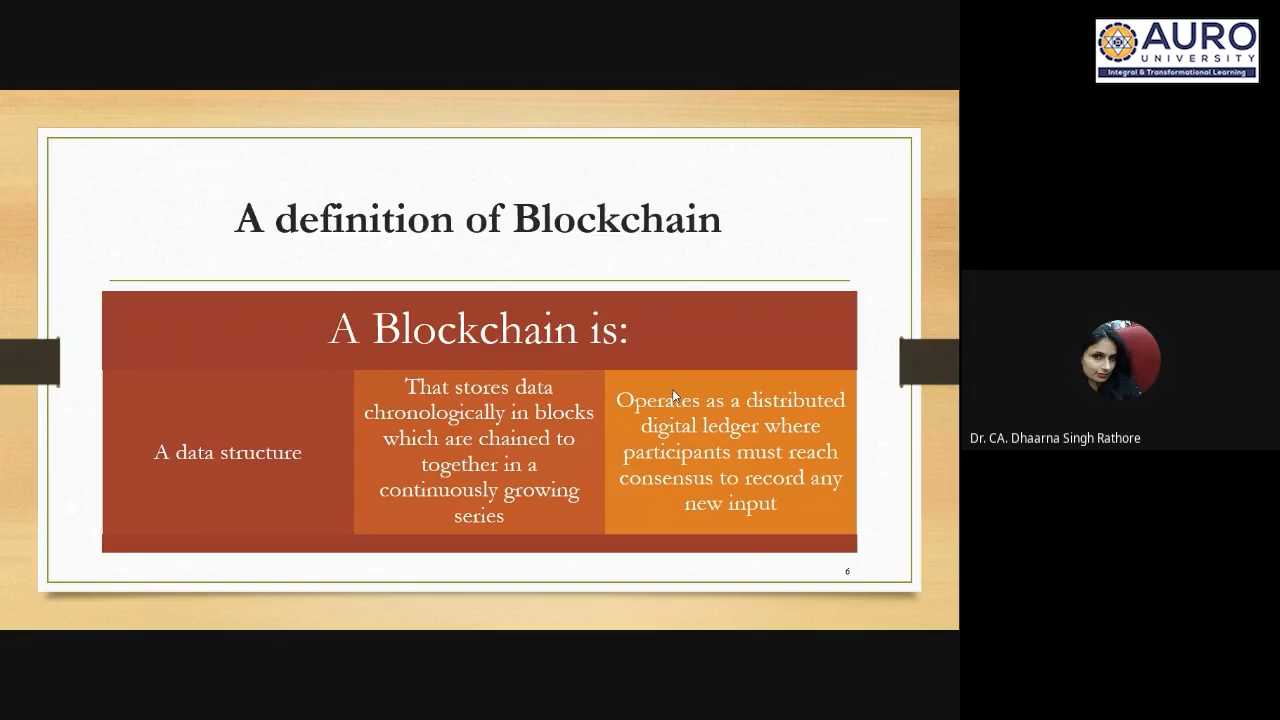 AURO
UNIVERSITY
Integral & Transformational Learning
A definition of Blockchain
A Blockchain is:
A data structure
That stores data
chronologically in blocks
which are chained to
together in a
continuously growing
series
Operates as a distributed
digital ledger where
participants must reach
consensus to record any
new input
6
Dr. CA. Dhaarna Singh Rathore